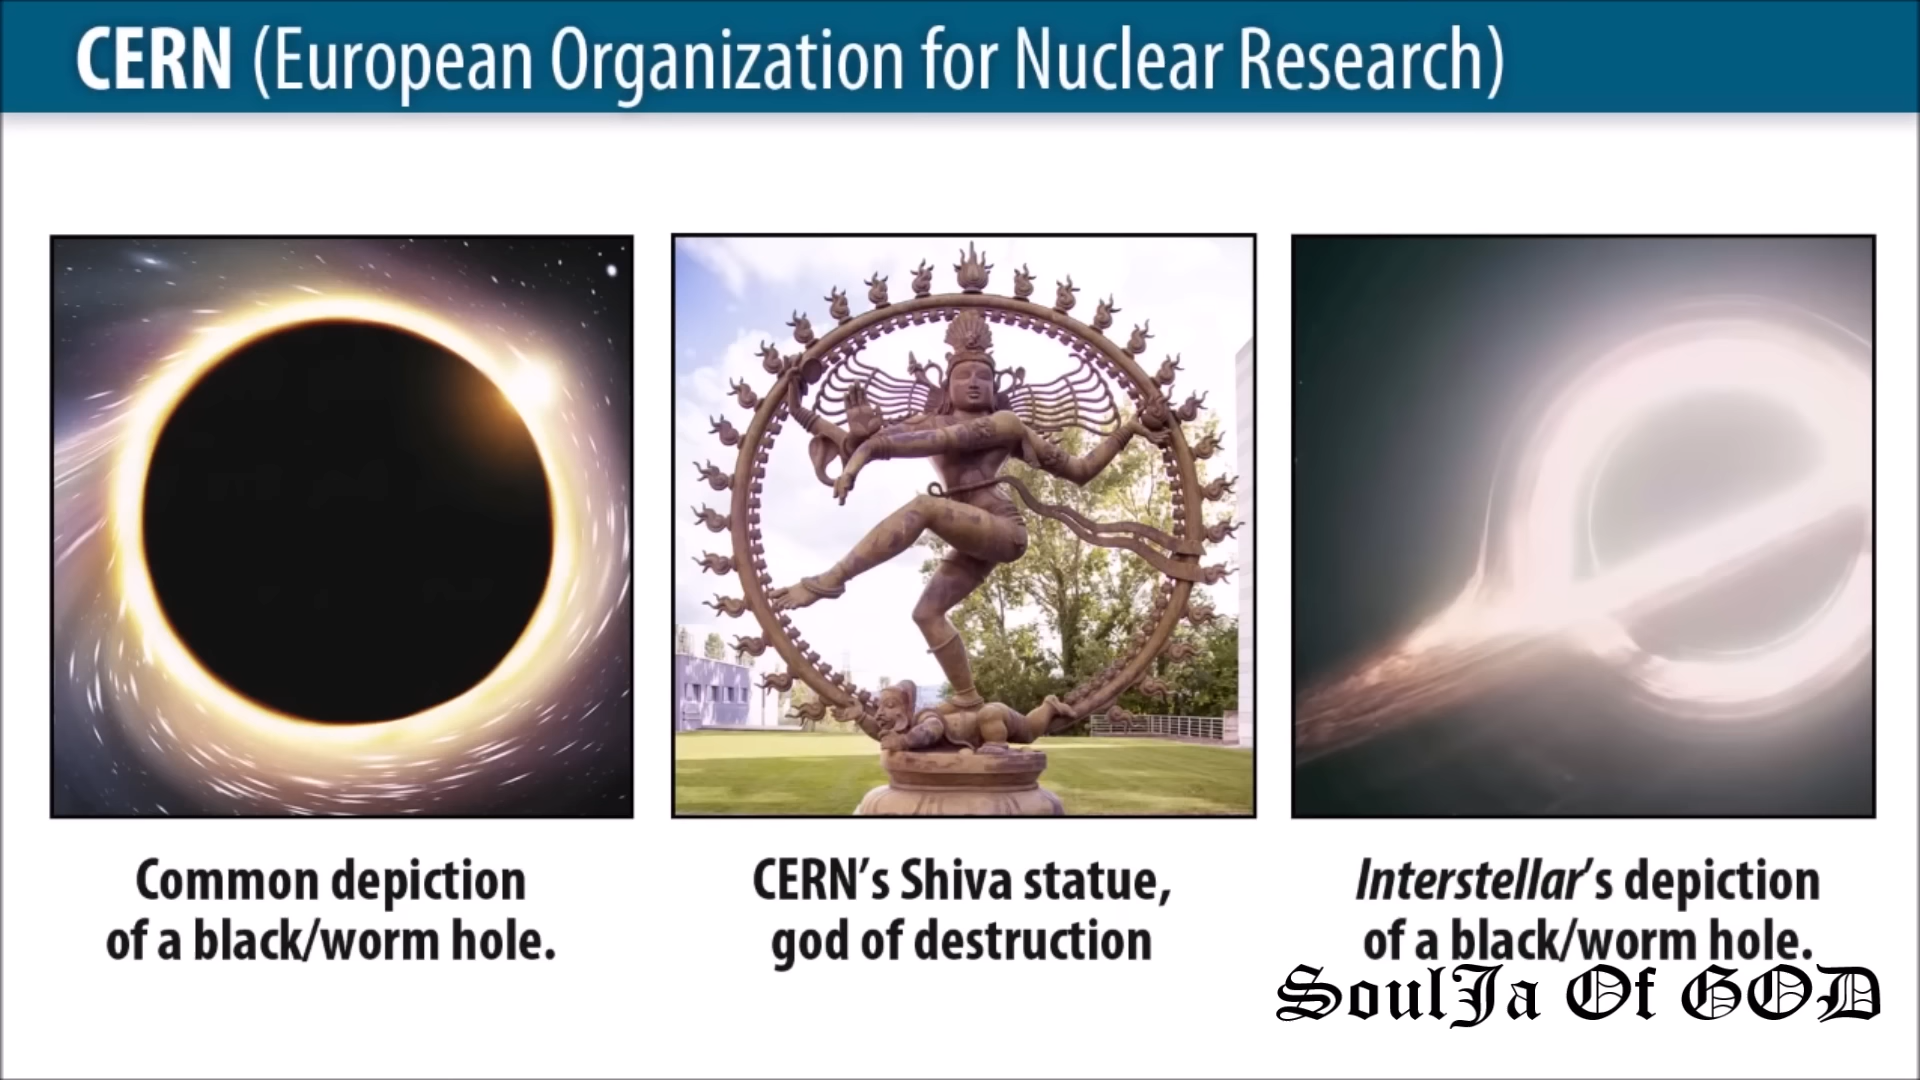 CERN (European Organization for Nuclear Research)
Common depiction
of a black/worm hole.
CERN's Shiva statue,
god of destruction
Interstellar's depiction
of a black/worm hole.
SoulJa Of GOD